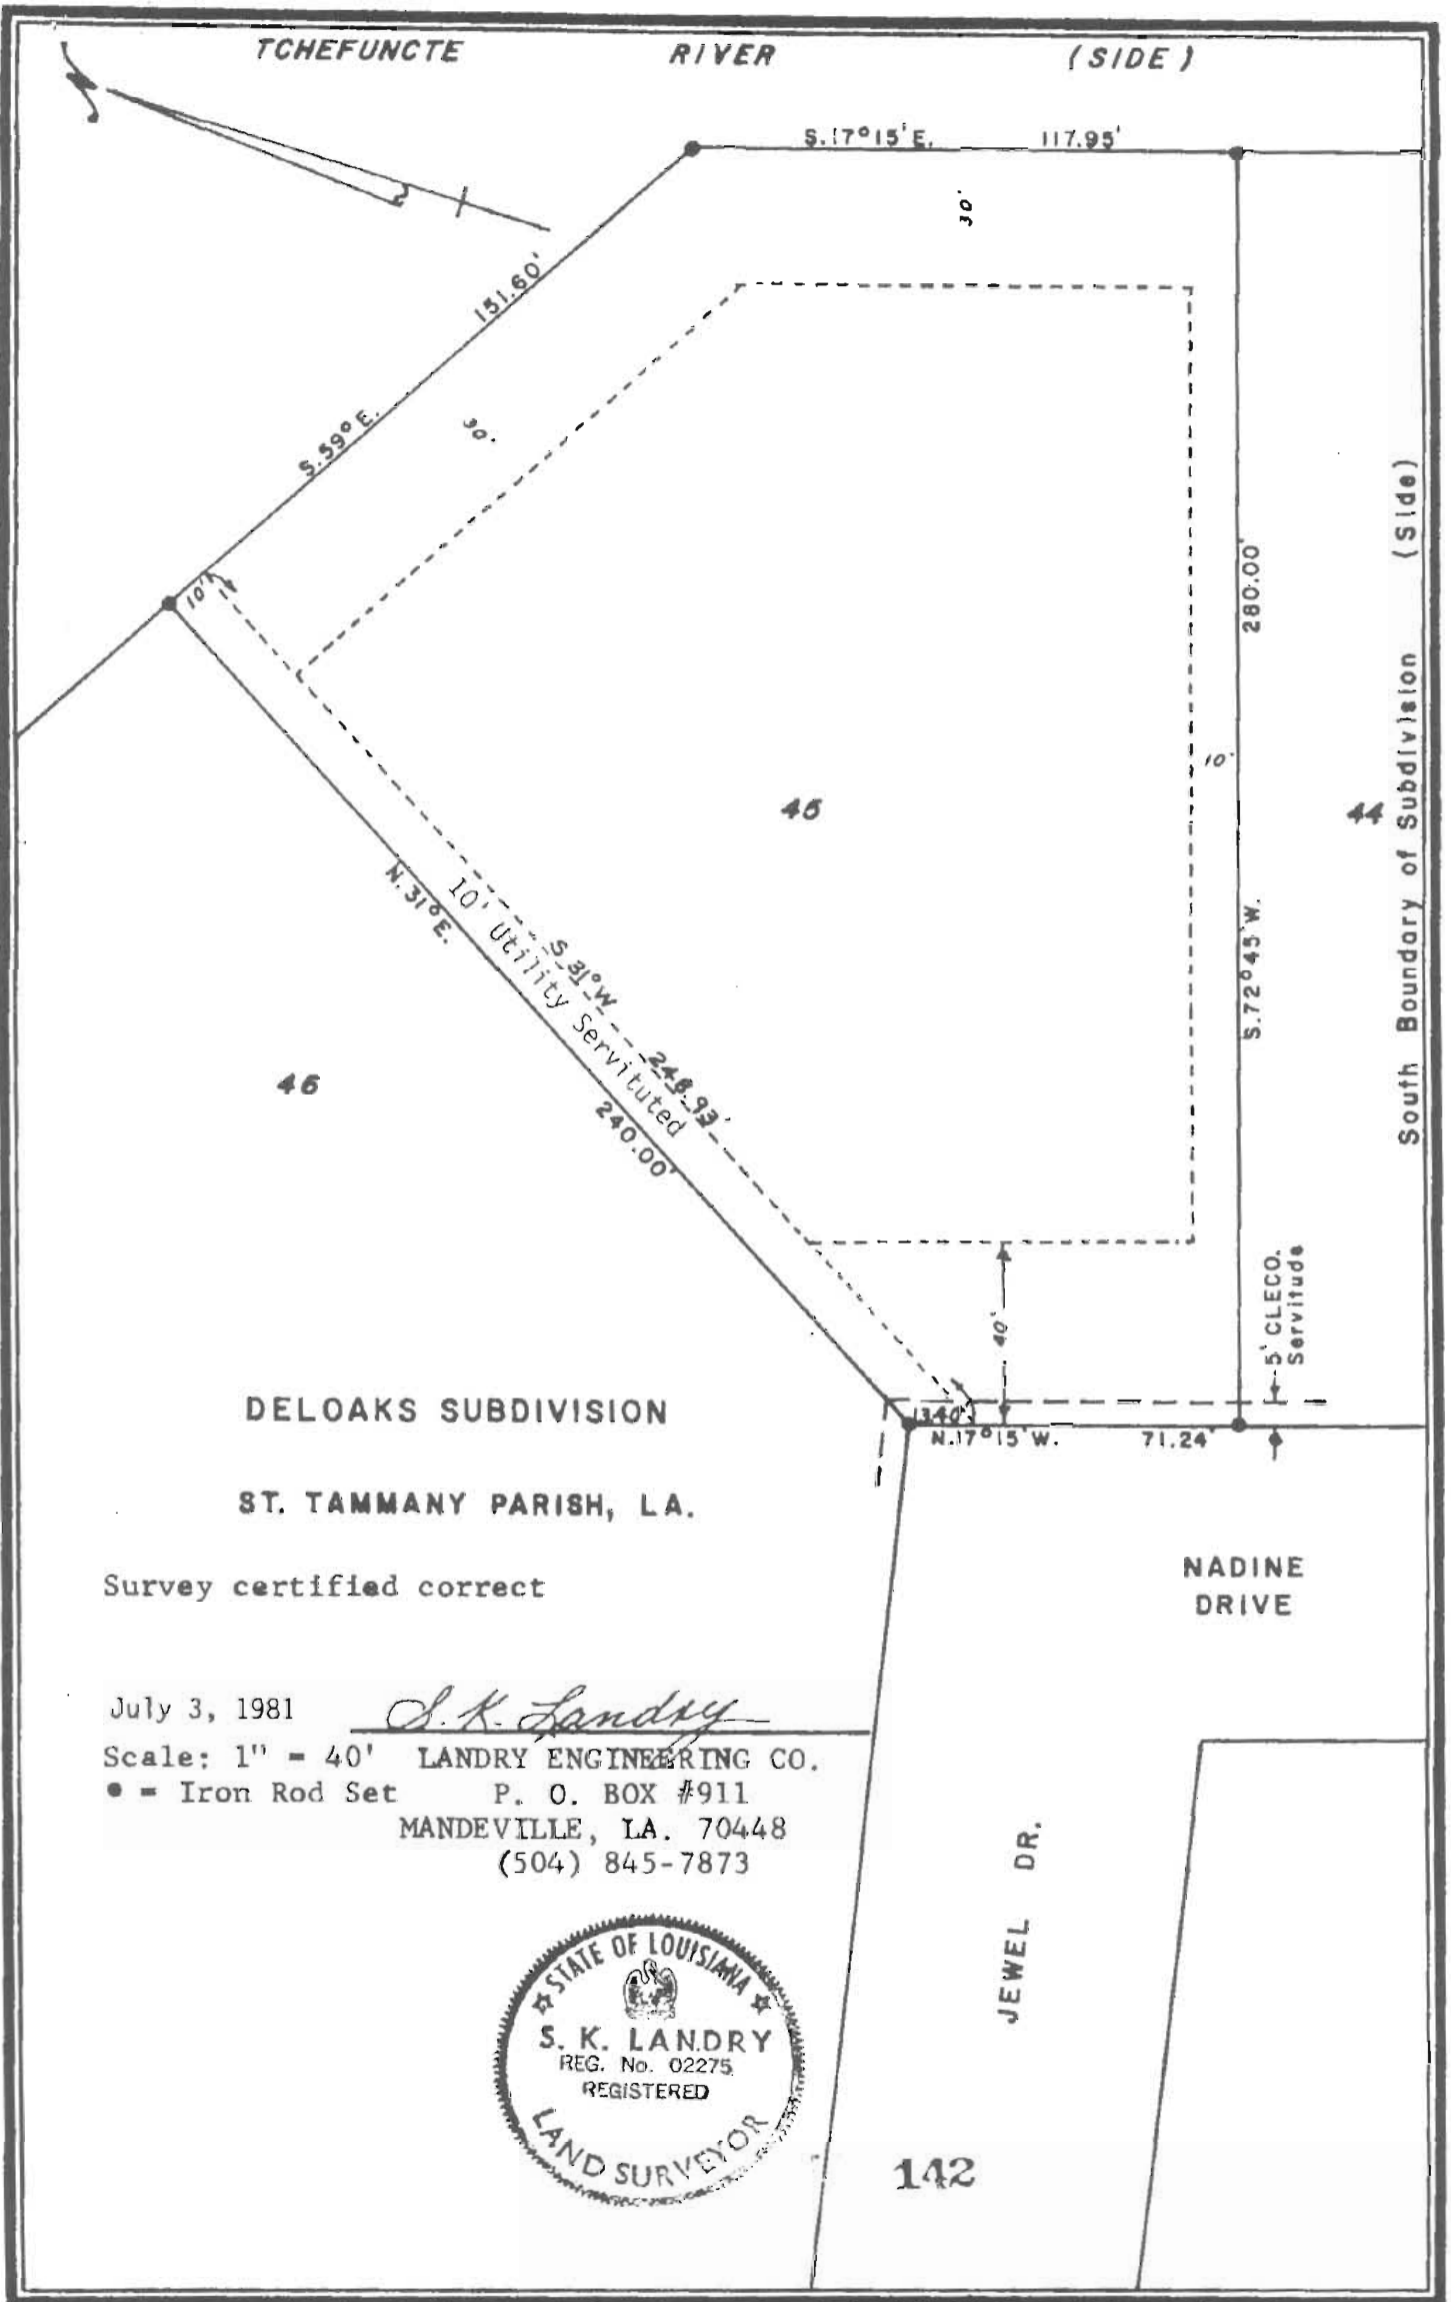 TCHEFUNCTE RIVER (SIDE)
S.17°15'E. 117.95'
30'
151.60'
S.59°E.
30'
10'
280.00'
South Boundary of Subdivision (Side)
10'
45
44
N.31°E.
10' Utility Servituted
S 31°W 248.93'
S.72°45'W.
46
240.00'
40'
5' CLECO.
Servitude
13.40'
N.17°15'W. 71.24'
DELOAKS SUBDIVISION
ST. TAMMANY PARISH, LA.
NADINE
DRIVE
Survey certified correct
July 3, 1981 S. K. Landry
Scale: 1" = 40' LANDRY ENGINEERING CO.
● = Iron Rod Set P. O. BOX #911
MANDEVILLE, LA. 70448
(504) 845-7873
JEWEL DR.
STATE OF LOUISIANA
S. K. LANDRY
REG. No. 02275
REGISTERED
LAND SURVEYOR
142